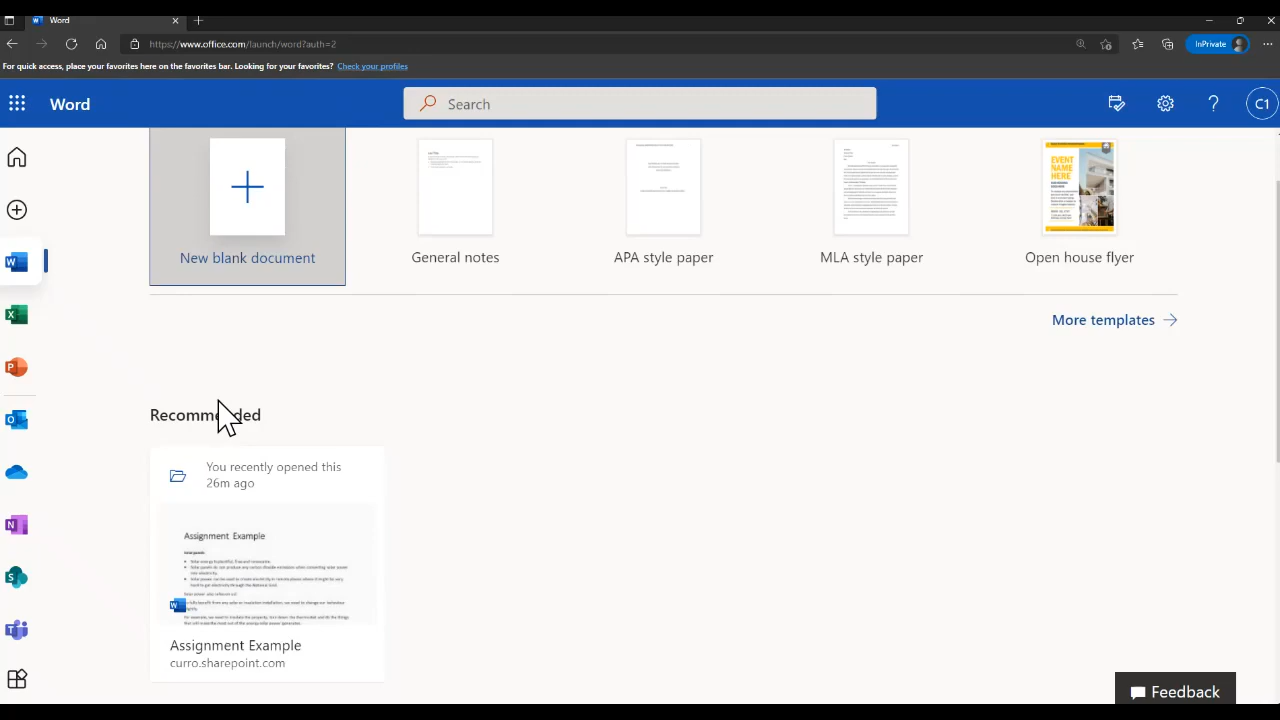 Word
https://www.office.com/launch/word?auth=2
InPrivate
For quick access, place your favorites here on the favorites bar. Looking for your favorites? Check your profiles
Word
Search
C1
EVENT
NAME
HERE
New blank document
General notes
APA style paper
MLA style paper
Open house flyer
More templates
Recommended
You recently opened this
26m ago
Assignment Example
Assignment Example
curro.sharepoint.com
Feedback